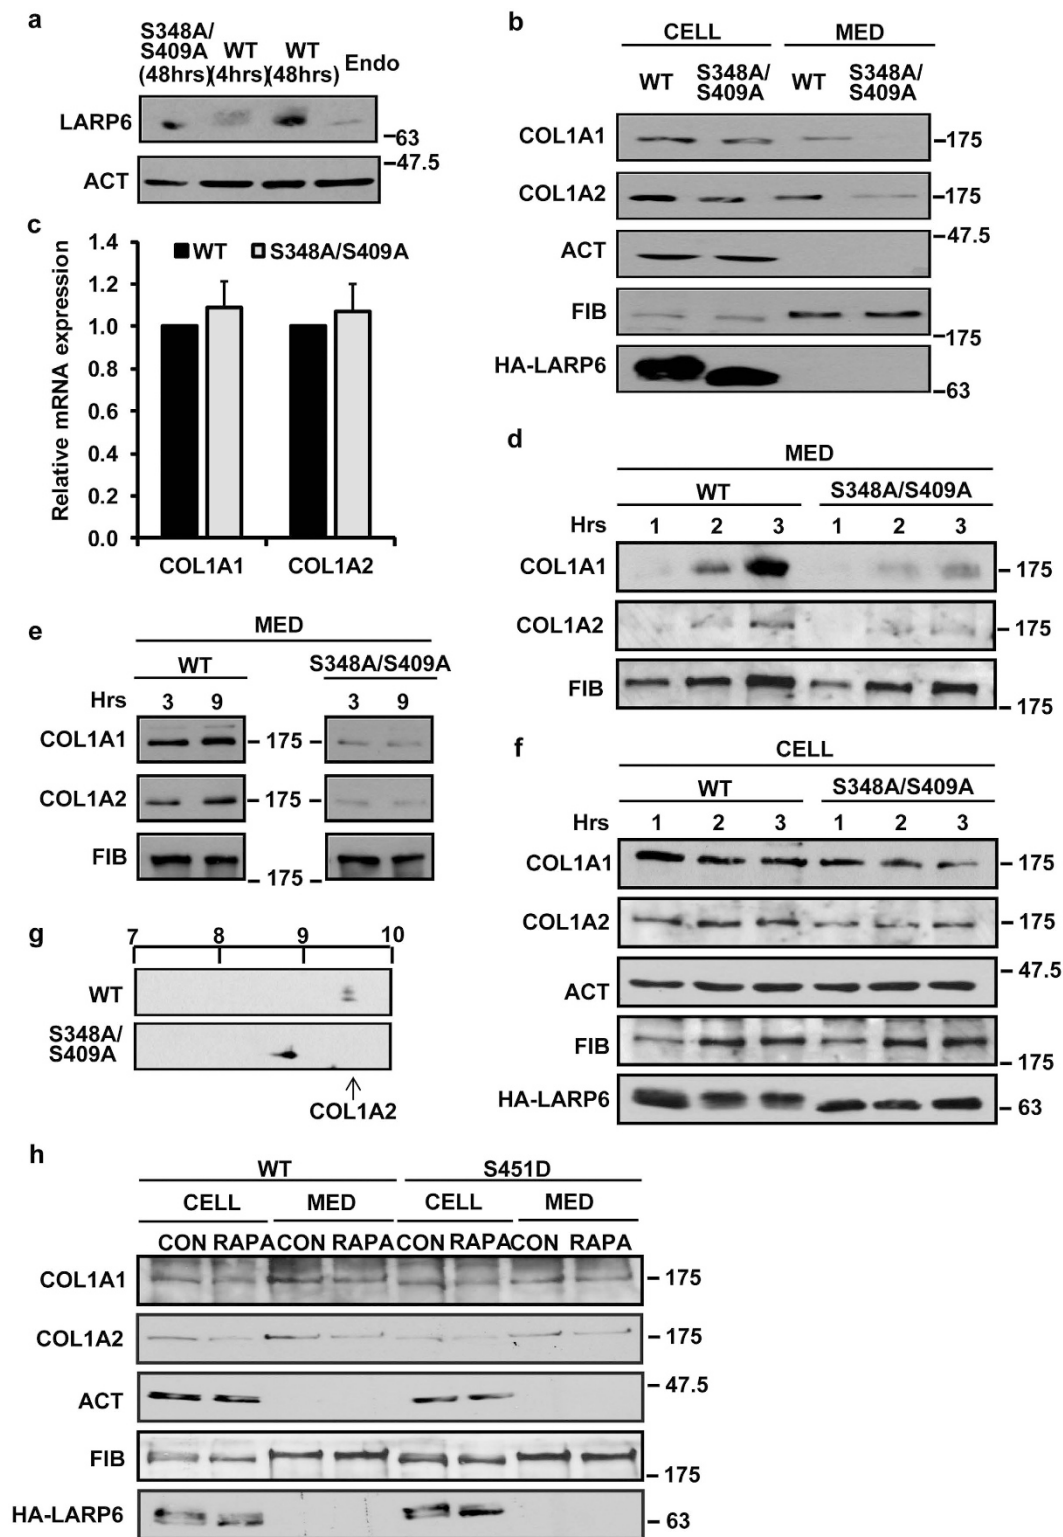 a
S348A/
S409A WT WT Endo
(48hrs)(4hrs)(48hrs)
LARP6
–63
–47.5
ACT
b
CELL MED
WT S348A/S409A WT S348A/S409A
COL1A1 –175
COL1A2 –175
–47.5
ACT
FIB
–175
HA-LARP6
–63
c
Relative mRNA expression
1.4
1.2
1.0
0.8
0.6
0.4
0.2
0.0
WT S348A/S409A
COL1A1 COL1A2
d
MED
WT S348A/S409A
Hrs 1 2 3 1 2 3
COL1A1 – 175
COL1A2 – 175
FIB
– 175
e
MED
WT S348A/S409A
Hrs 3 9 3 9
COL1A1 – 175 –
COL1A2 – 175 –
FIB
– 175 –
f
CELL
WT S348A/S409A
Hrs 1 2 3 1 2 3
COL1A1 – 175
COL1A2 – 175
– 47.5
ACT
FIB
– 175
HA-LARP6 – 63
g
7 8 9 10
WT
S348A/
S409A
COL1A2
h
WT S451D
CELL MED CELL MED
CON RAPA CON RAPA CON RAPA CON RAPA
COL1A1 – 175
COL1A2 – 175
– 47.5
ACT
FIB
– 175
HA-LARP6 – 63